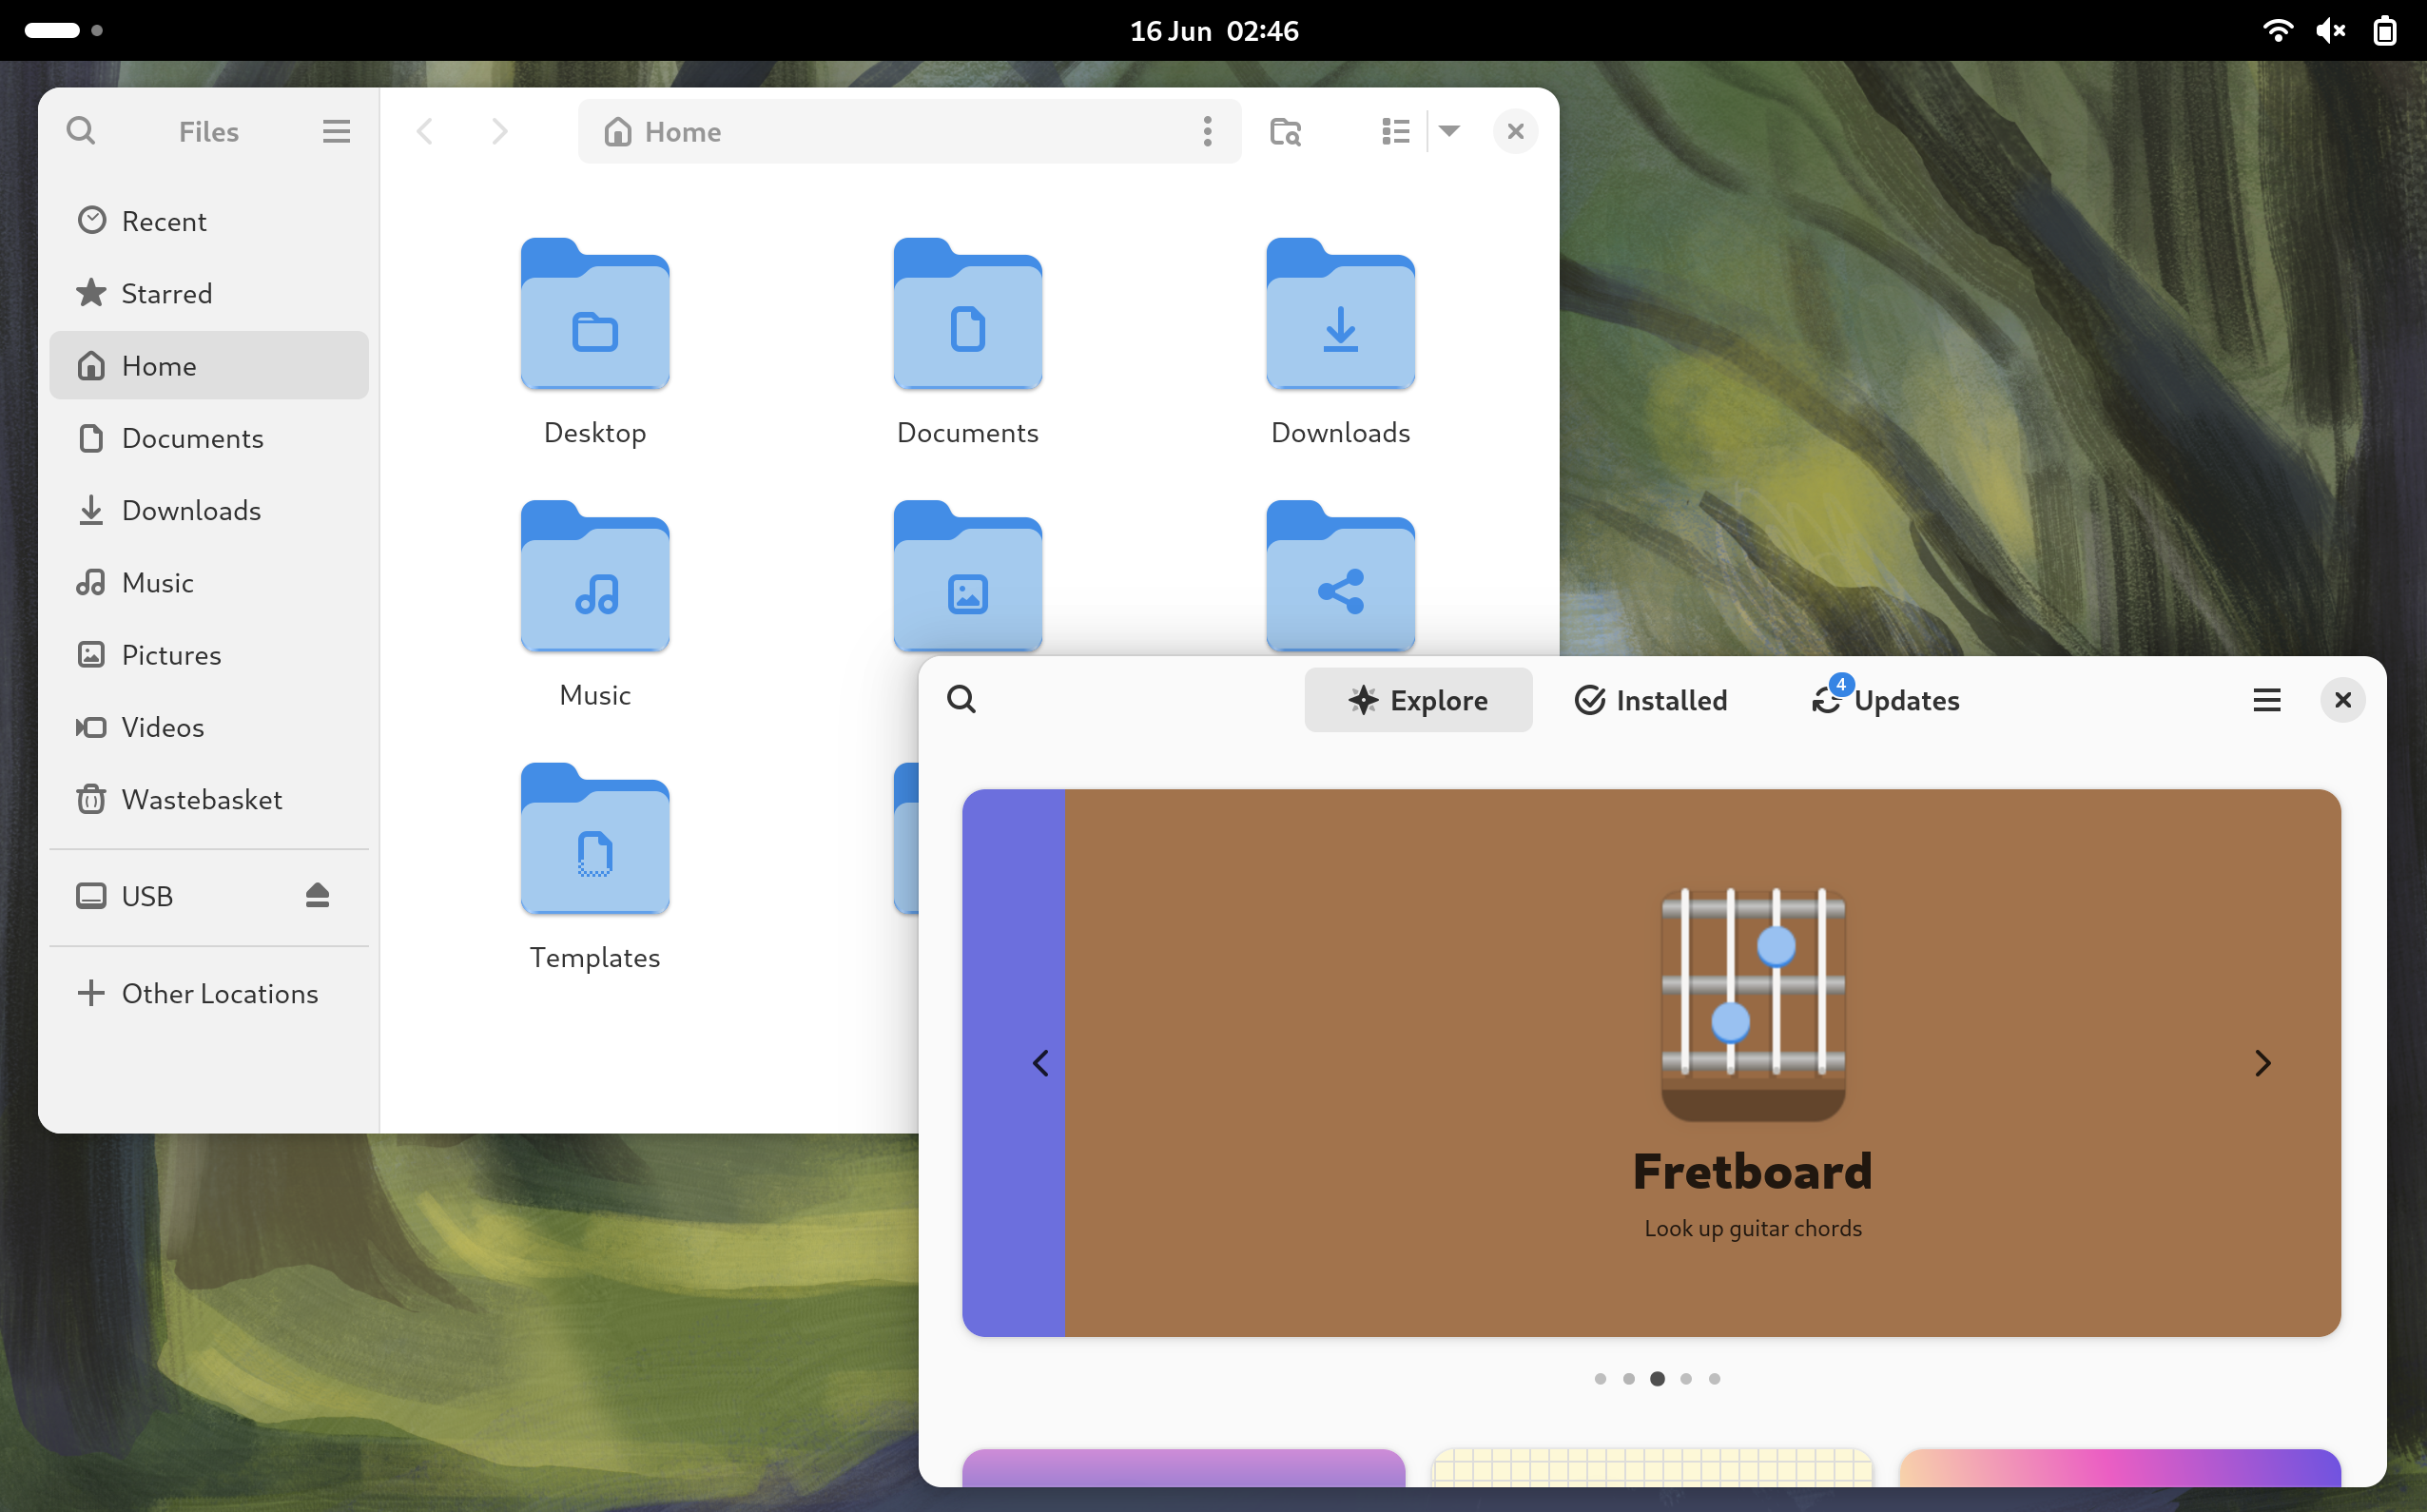 16 Jun 02:46
Files
Home
Recent
Starred
Home
Documents
Downloads
Music
Pictures
Videos
Wastebasket
USB
Other Locations
Desktop
Documents
Downloads
Music
Templates
Explore
Installed
4
Updates
Fretboard
Look up guitar chords